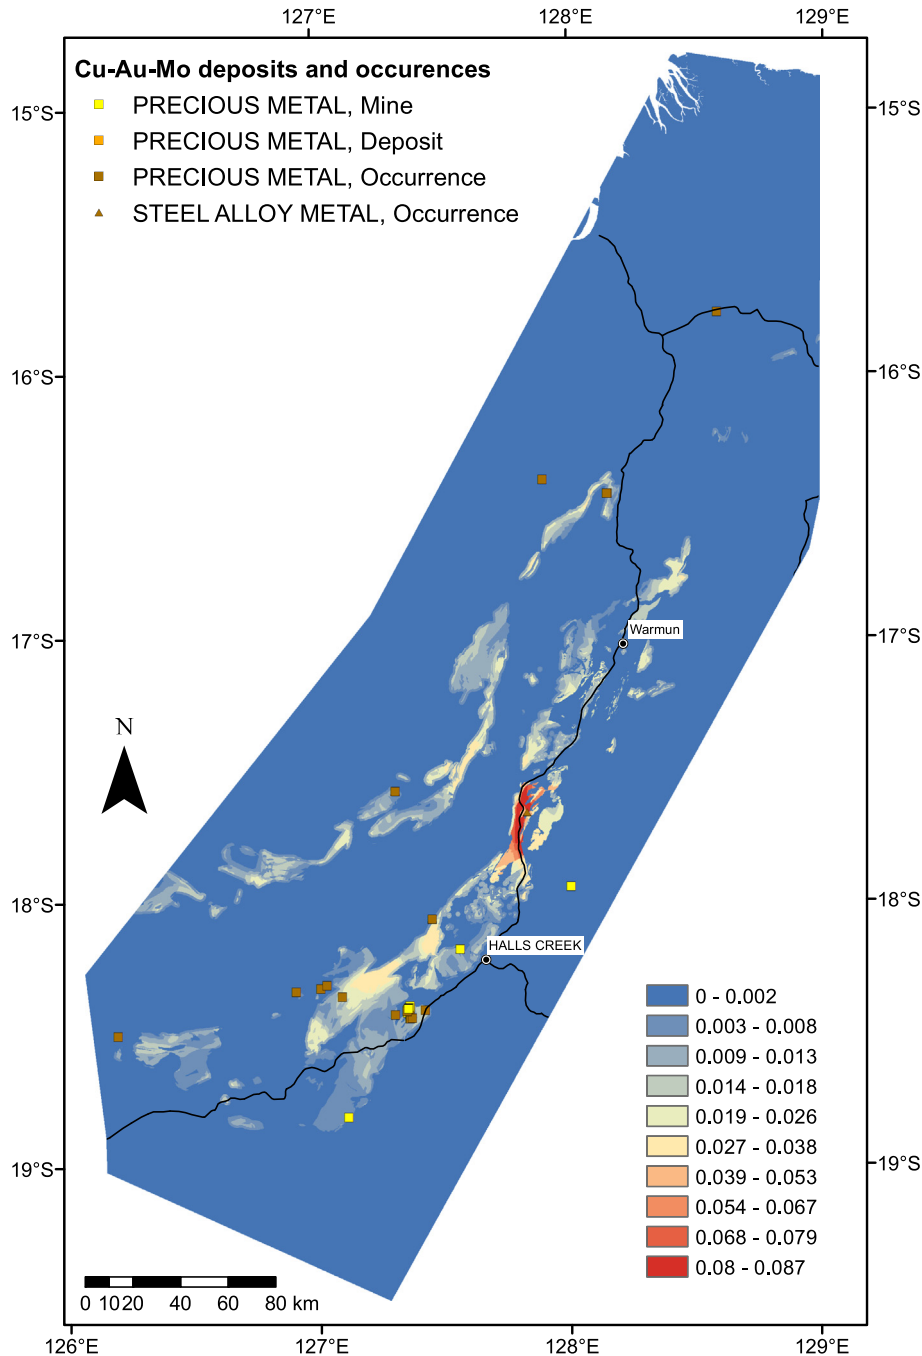 127°E 128°E 129°E
Cu-Au-Mo deposits and occurences
PRECIOUS METAL, Mine
PRECIOUS METAL, Deposit
PRECIOUS METAL, Occurrence
STEEL ALLOY METAL, Occurrence
15°S 15°S
16°S 16°S
Warmun
17°S 17°S
N
18°S 18°S
HALLS CREEK
0 - 0.002
0.003 - 0.008
0.009 - 0.013
0.014 - 0.018
0.019 - 0.026
0.027 - 0.038
19°S 19°S
0.039 - 0.053
0.054 - 0.067
0.068 - 0.079
0.08 - 0.087
0 10 20 40 60 80 km
126°E 127°E 128°E 129°E